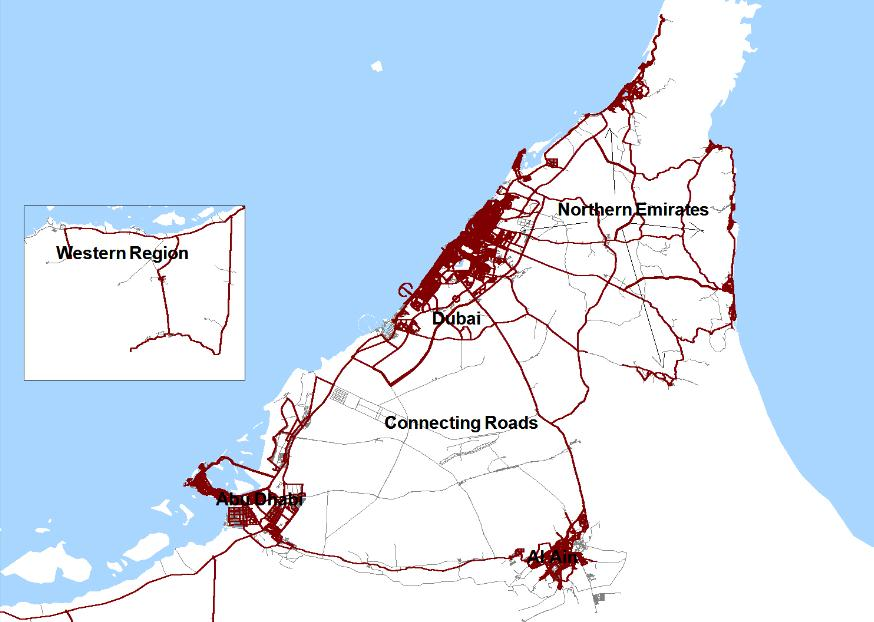 Northern Emirates
Western Region
Dubai
Connecting Roads
Abu Dhabi
Al Ain